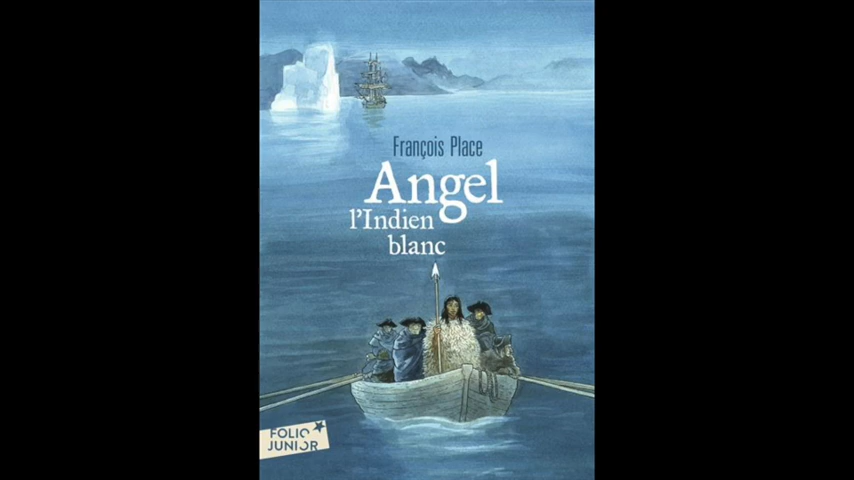 François Place
Angel
l'Indien
blanc
FOLIO
JUNIOR